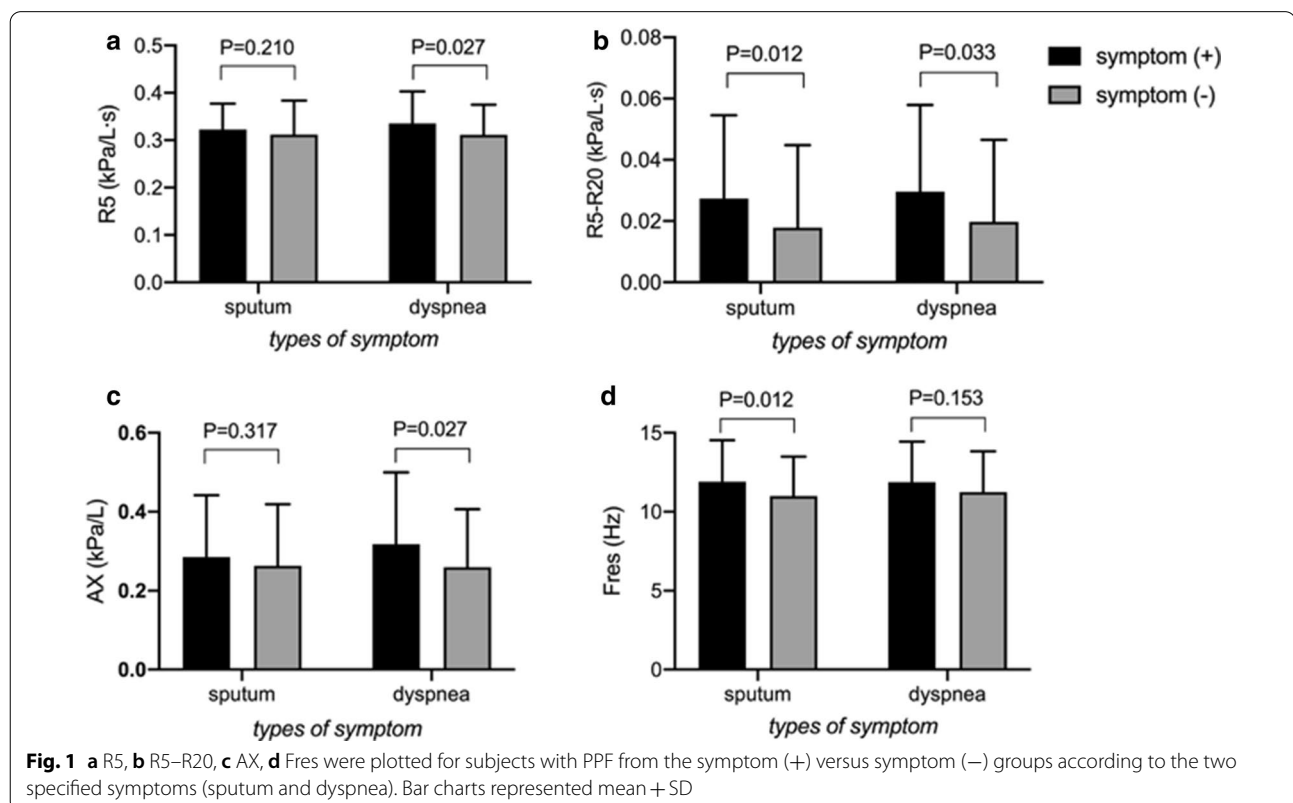 a
P=0.210
P=0.027
0.5
0.4
0.3
0.2
0.1
0.0
R5 (kPa/L·s)
sputum
dyspnea
types of symptom
b
P=0.012
P=0.033
0.08
0.06
0.04
0.02
0.00
R5-R20 (kPa/L·s)
sputum
dyspnea
types of symptom
symptom (+)
symptom (-)
c
P=0.317
P=0.027
0.6
0.4
0.2
0.0
AX (kPa/L)
sputum
dyspnea
types of symptom
d
P=0.012
P=0.153
15
10
5
0
Fres (Hz)
sputum
dyspnea
types of symptom
Fig. 1 a R5, b R5–R20, c AX, d Fres were plotted for subjects with PPF from the symptom (+) versus symptom (−) groups according to the two
specified symptoms (sputum and dyspnea). Bar charts represented mean + SD